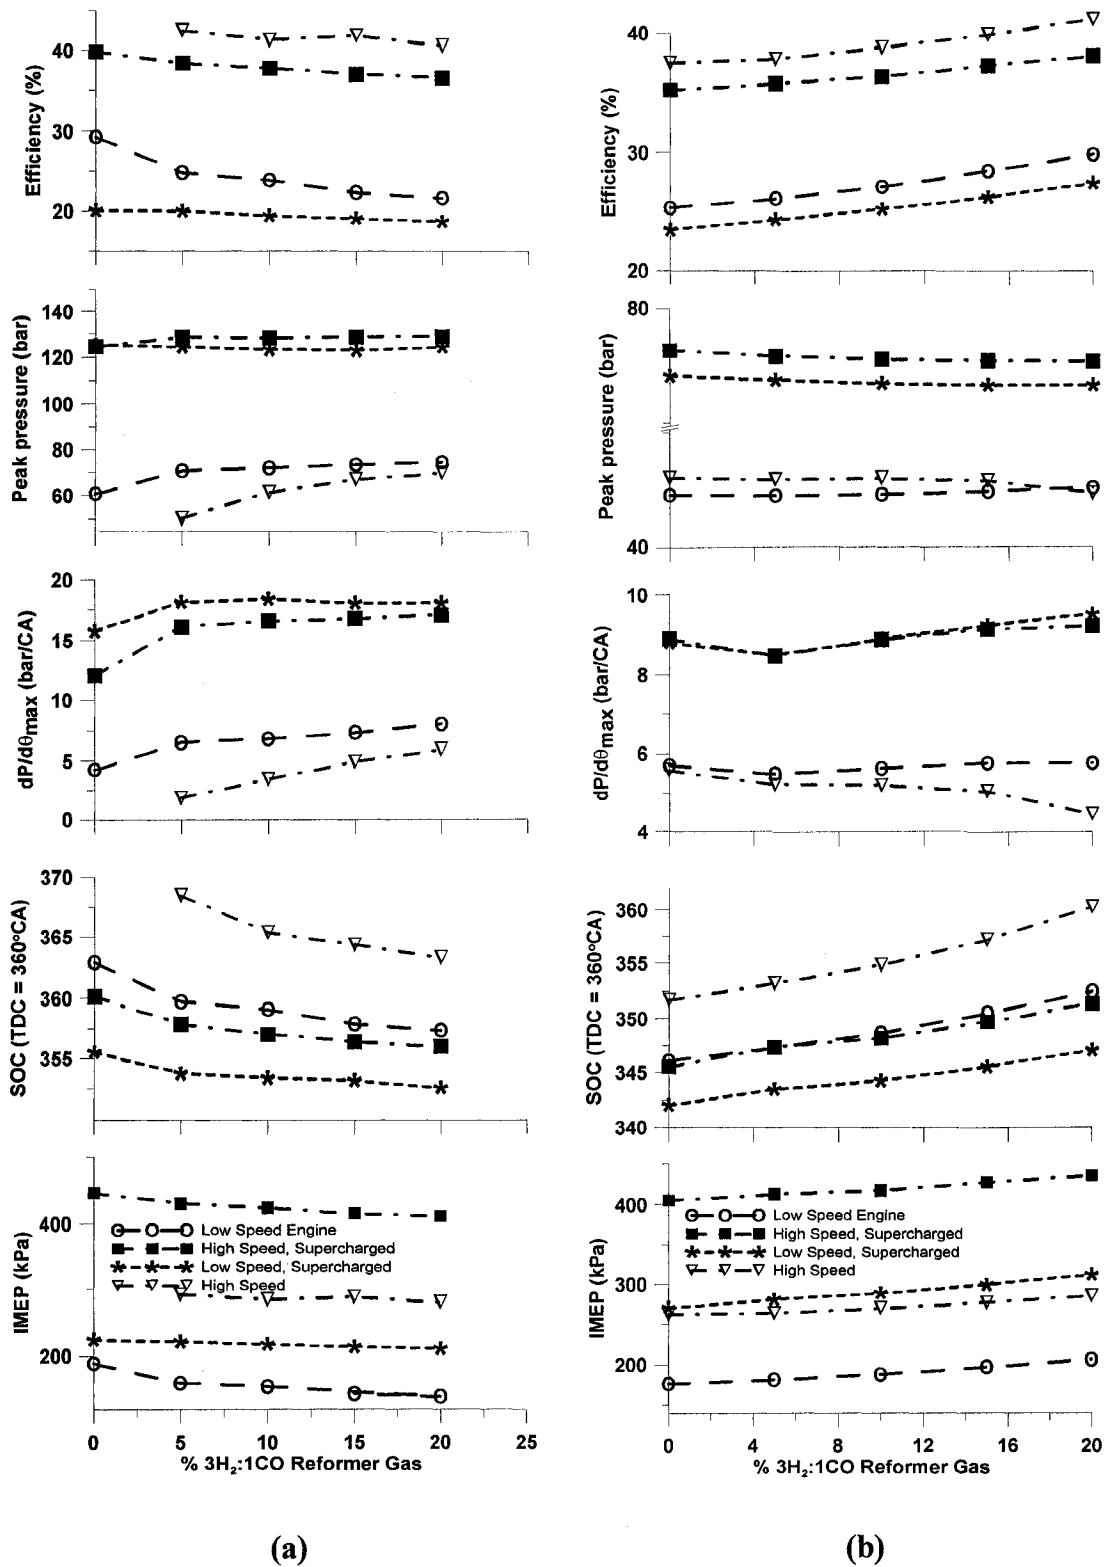 Efficiency (%)
40
30
20
Peak pressure (bar)
140
120
100
80
60
dP/dθmax (bar/CA)
20
15
10
5
0
SOC (TDC = 360°CA)
370
365
360
355
IMEP (kPa)
400
200
Low Speed Engine
High Speed, Supercharged
Low Speed, Supercharged
High Speed
0 5 10 15 20 25
% 3H₂:1CO Reformer Gas
(a)
Efficiency (%)
40
30
20
Peak pressure (bar)
80
40
dP/dθmax (bar/CA)
10
8
6
4
SOC (TDC = 360°CA)
360
355
350
345
340
IMEP (kPa)
400
300
200
Low Speed Engine
High Speed, Supercharged
Low Speed, Supercharged
High Speed
0 4 8 12 16 20
% 3H₂:1CO Reformer Gas
(b)